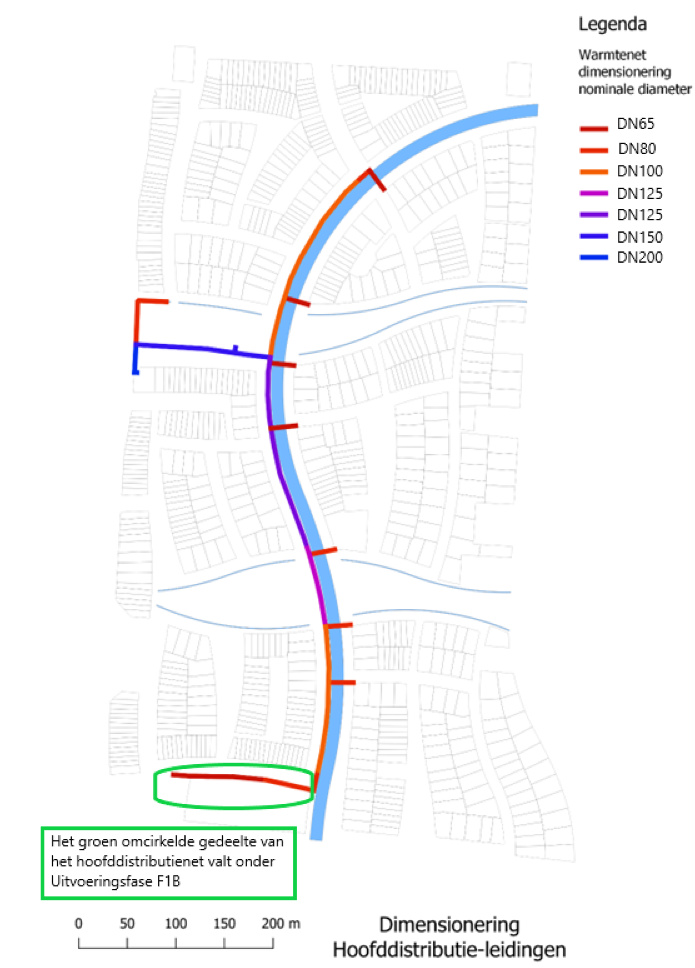 Legenda
Warmtenet
dimensionering
nominale diameter
DN65
DN80
DN100
DN125
DN125
DN150
DN200
Het groen omcirkelde gedeelte van
het hoofddistributienet valt onder
Uitvoeringsfase F1B
0 50 100 150 200 m
Dimensionering
Hoofddistributie-leidingen